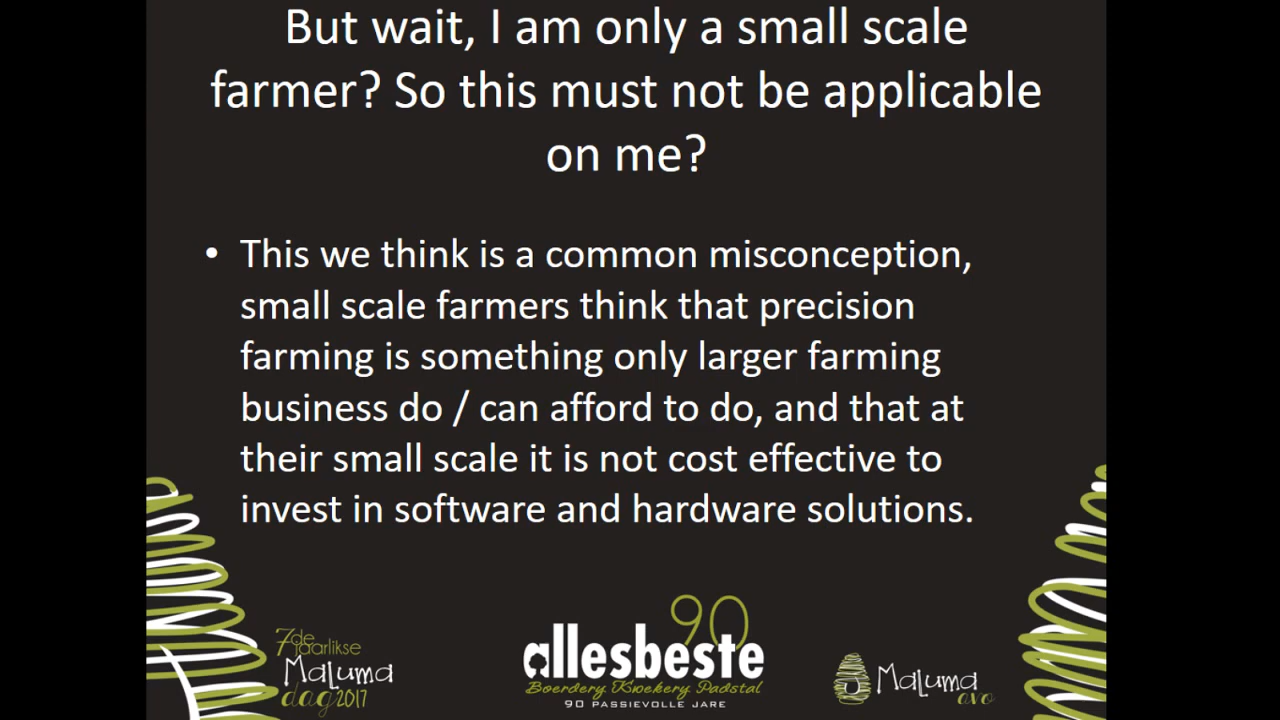 But wait, I am only a small scale
farmer? So this must not be applicable
on me?
• This we think is a common misconception,
small scale farmers think that precision
farming is something only larger farming
business do / can afford to do, and that at
their small scale it is not cost effective to
invest in software and hardware solutions.
7de
jaarlikse
Maluma
dag 2017
90
allesbeste
Boerdery Kwekery Padstal
90 PASSIEVOLLE JARE
Maluma
avo